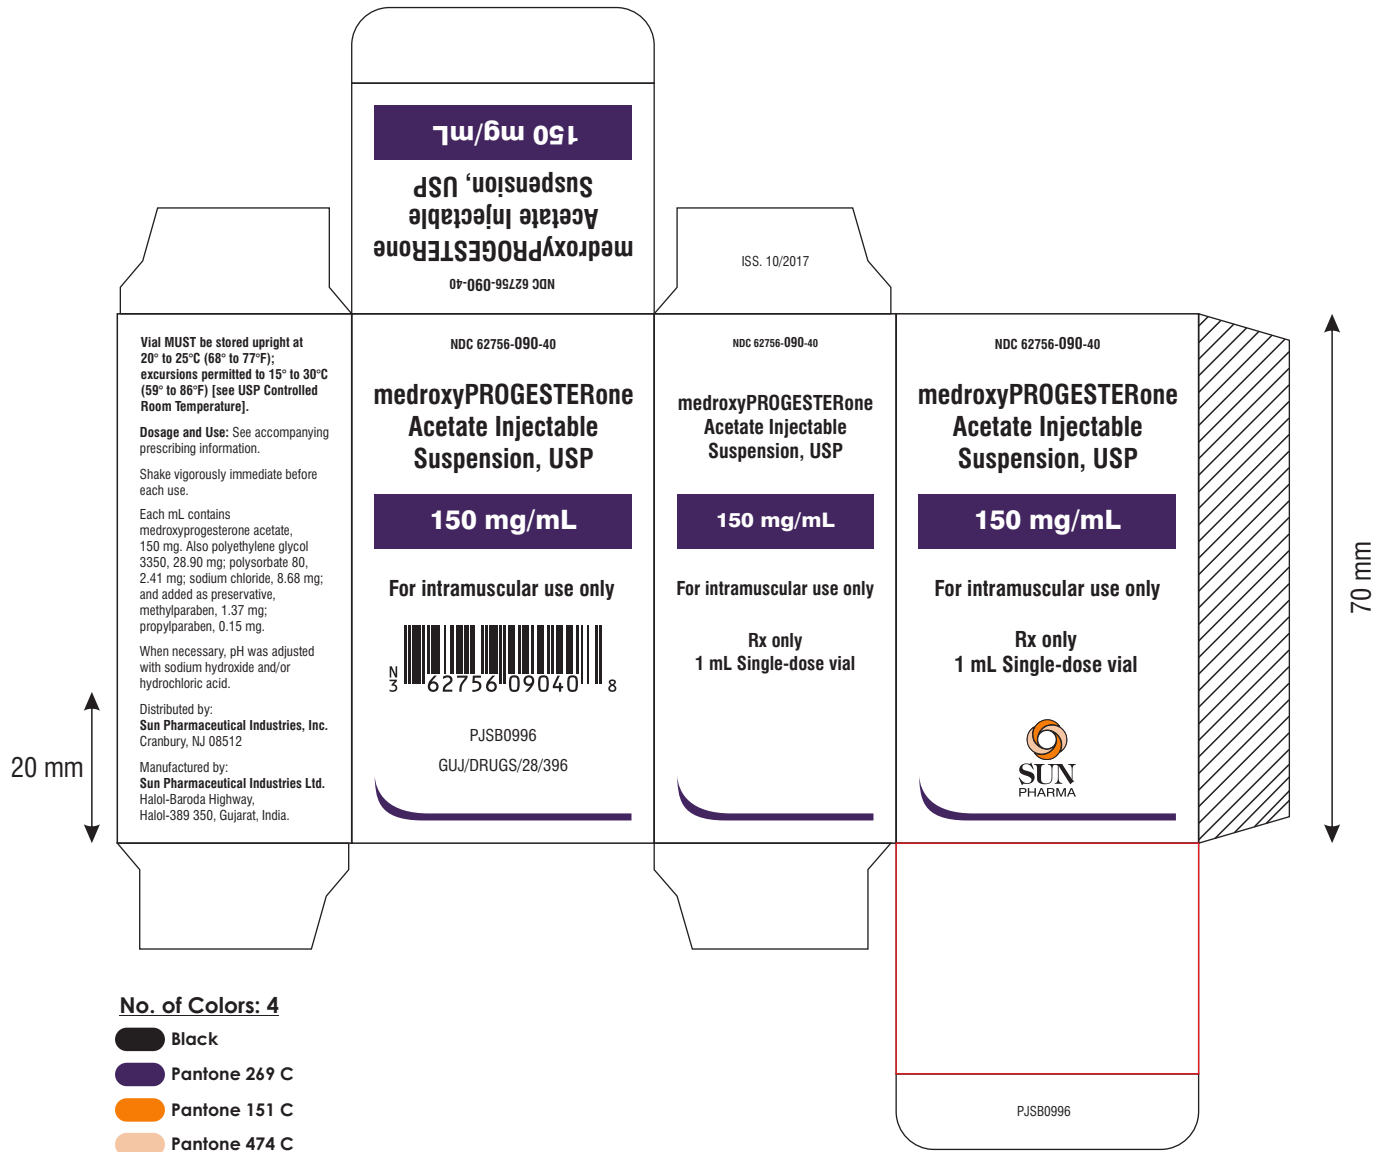 150 mg/mL
Suspension, USP
Acetate Injectable
medroxyPROGESTERone
NDC 62756-090-40
ISS. 10/2017
Vial MUST be stored upright at
20° to 25°C (68° to 77°F);
excursions permitted to 15° to 30°C
(59° to 86°F) [see USP Controlled
Room Temperature].
Dosage and Use: See accompanying
prescribing information.
Shake vigorously immediate before
each use.
Each mL contains
medroxyprogesterone acetate,
150 mg. Also polyethylene glycol
3350, 28.90 mg; polysorbate 80,
2.41 mg; sodium chloride, 8.68 mg;
and added as preservative,
methylparaben, 1.37 mg;
propylparaben, 0.15 mg.
When necessary, pH was adjusted
with sodium hydroxide and/or
hydrochloric acid.
Distributed by:
Sun Pharmaceutical Industries, Inc.
Cranbury, NJ 08512
Manufactured by:
Sun Pharmaceutical Industries Ltd.
Halol-Baroda Highway,
Halol-389 350, Gujarat, India.
NDC 62756-090-40
medroxyPROGESTERone
Acetate Injectable
Suspension, USP
150 mg/mL
For intramuscular use only
N
3 62756 09040 8
PJSB0996
GUJ/DRUGS/28/396
NDC 62756-090-40
medroxyPROGESTERone
Acetate Injectable
Suspension, USP
150 mg/mL
For intramuscular use only
Rx only
1 mL Single-dose vial
NDC 62756-090-40
medroxyPROGESTERone
Acetate Injectable
Suspension, USP
150 mg/mL
For intramuscular use only
Rx only
1 mL Single-dose vial
SUN
PHARMA
70 mm
20 mm
PJSB0996
No. of Colors: 4
Black
Pantone 269 C
Pantone 151 C
Pantone 474 C